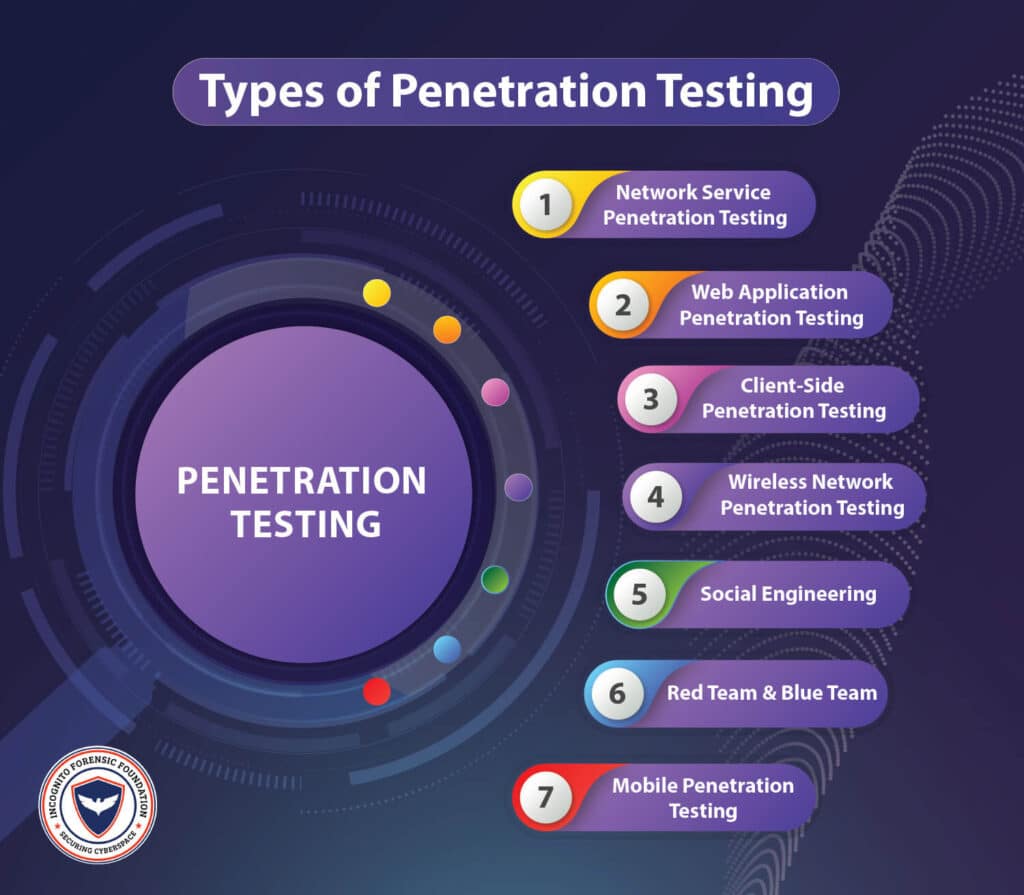 Types of Penetration Testing
1
Network Service
Penetration Testing
2
Web Application
Penetration Testing
3
Client-Side
Penetration Testing
PENETRATION
TESTING
4
Wireless Network
Penetration Testing
5
Social Engineering
6
Red Team & Blue Team
7
Mobile Penetration
Testing
INCOGNITO FORENSIC FOUNDATION
SECURING CYBERSPACE